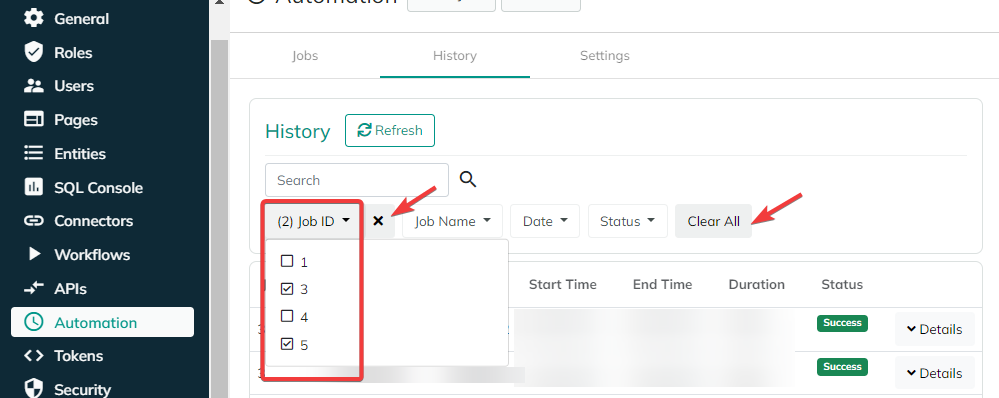 General
Roles
Users
Pages
Entities
SQL Console
Connectors
Workflows
APIs
Automation
Tokens
Security
Automation
Jobs
History
Settings
History
Refresh
Search
(2) Job ID
Job Name
Date
Status
Clear All
1
3
4
5
Start Time
End Time
Duration
Status
Success
Details
Success
Details